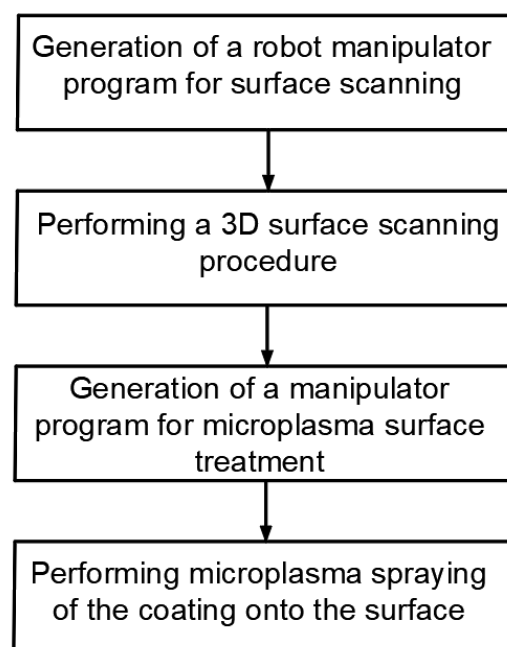 Generation of a robot manipulator
program for surface scanning
Performing a 3D surface scanning
procedure
Generation of a manipulator
program for microplasma surface
treatment
Performing microplasma spraying
of the coating onto the surface